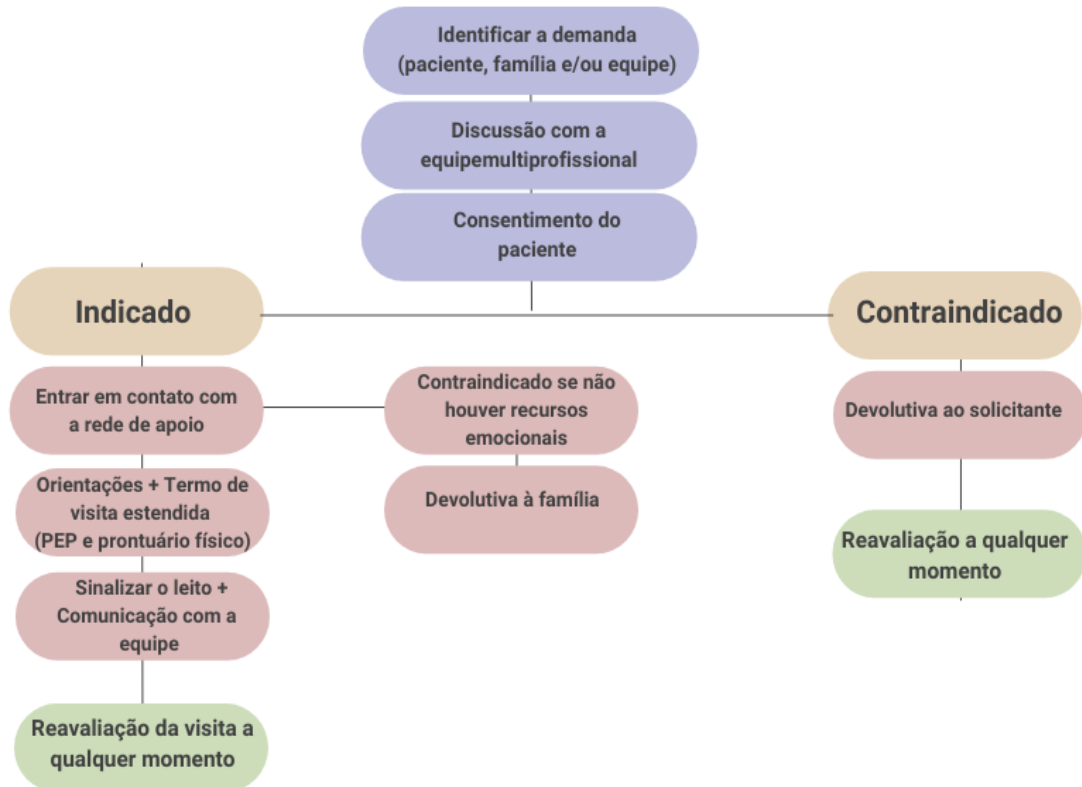 Identificar a demanda
(paciente, família e/ou equipe)
Discussão com a
equipemultiprofissional
Consentimento do
paciente
Indicado
Contraindicado
Entrar em contato com
a rede de apoio
Contraindicado se não
houver recursos
emocionais
Devolutiva ao solicitante
Orientações + Termo de
visita estendida
(PEP e prontuário físico)
Devolutiva à família
Reavaliação a qualquer
momento
Sinalizar o leito +
Comunicação com a
equipe
Reavaliação da visita a
qualquer momento